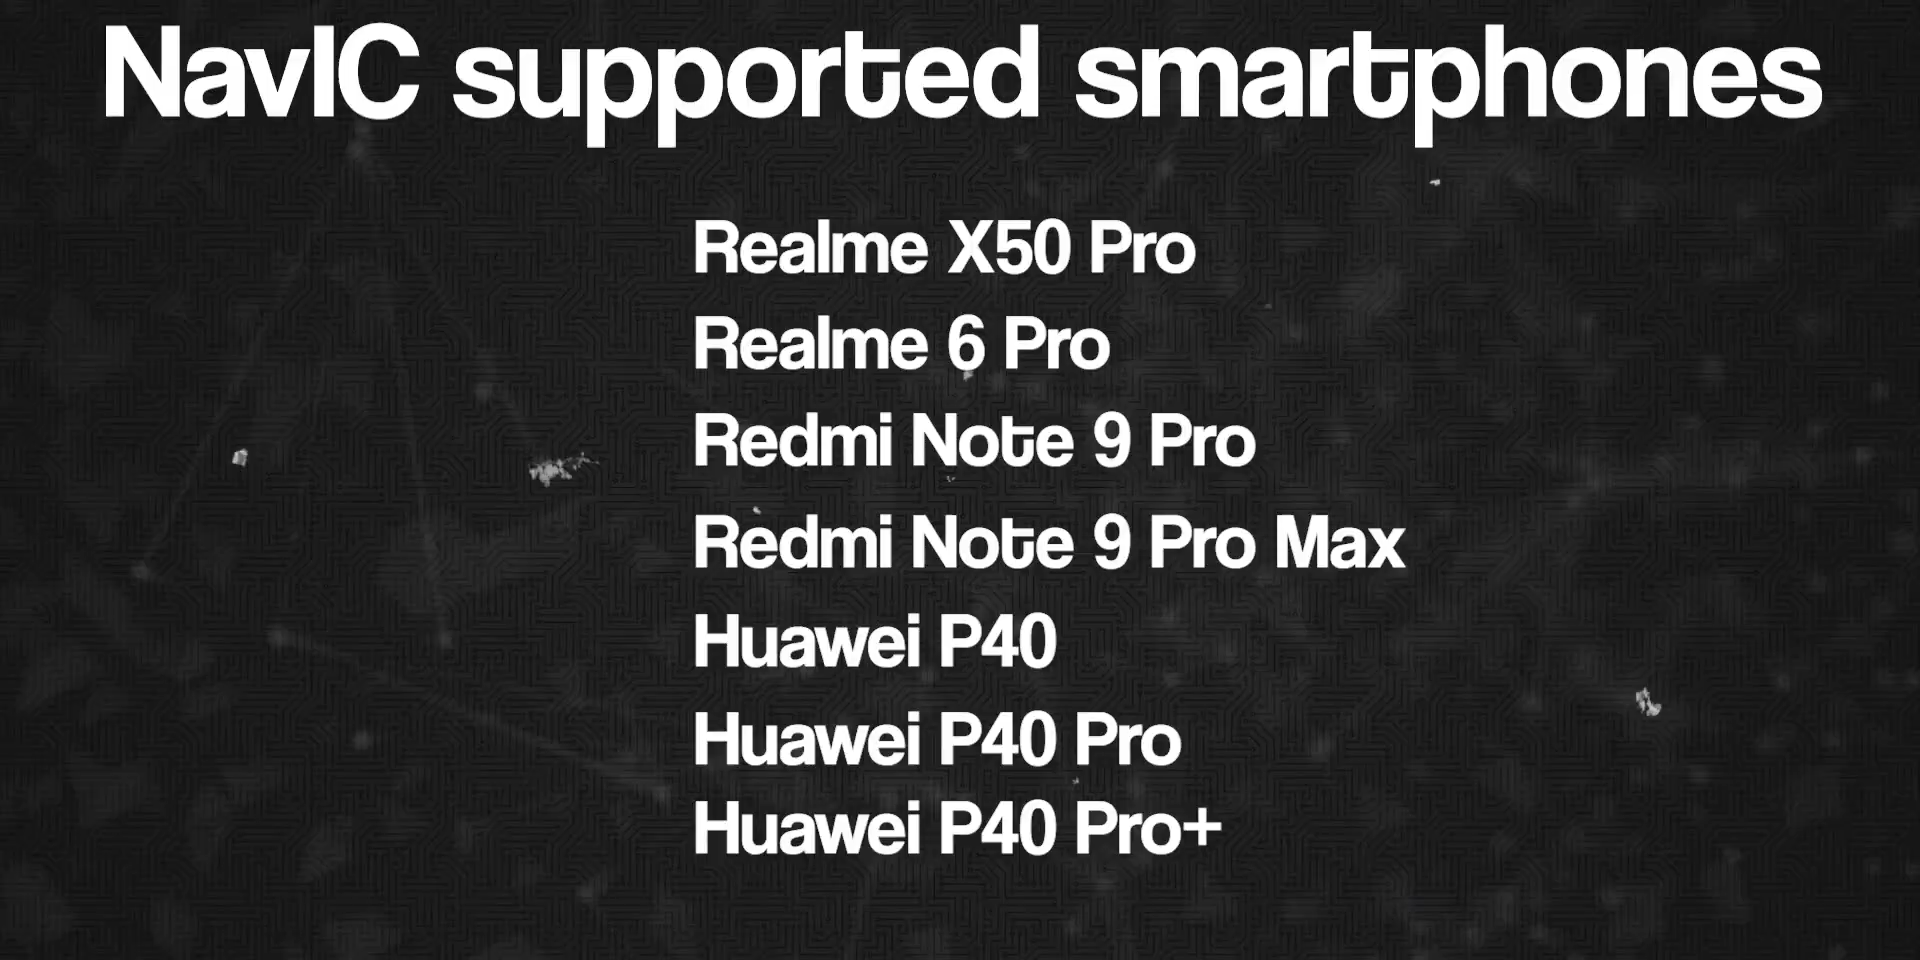 NavIC supported smartphones
Realme X50 Pro
Realme 6 Pro
Redmi Note 9 Pro
Redmi Note 9 Pro Max
Huawei P40
Huawei P40 Pro
Huawei P40 Pro+